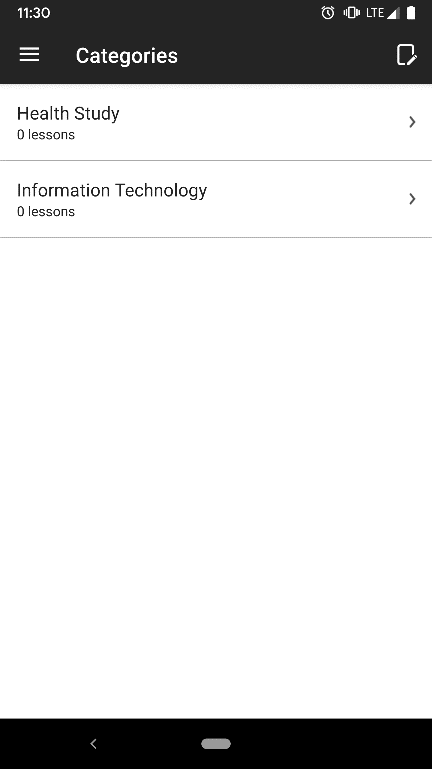 11:30
LTE
Categories
Health Study
0 lessons
Information Technology
0 lessons